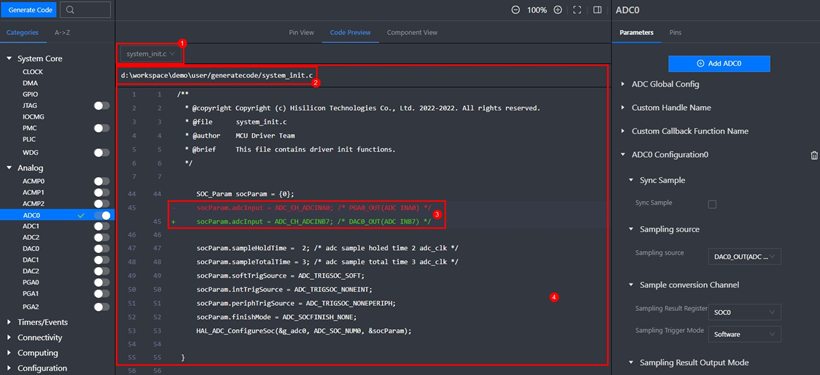 Generate Code
100%
ADC0
Categories
A->Z
Pin View
Code Preview
Component View
Parameters
Pins
System Core
CLOCK
DMA
GPIO
JTAG
IOCMG
PMC
PLIC
WDG
Analog
ACMP0
ACMP1
ACMP2
ADC0
ADC1
ADC2
DAC0
DAC1
DAC2
PGA0
PGA1
PGA2
Timers/Events
Connectivity
Computing
Configuration
system_init.c
1
d:\workspace\demo\user/generatecode/system_init.c
2
1 1 /**
2 2 * @copyright Copyright (c) Hisilicon Technologies Co., Ltd. 2022-2022. All rights reserved.
3 3 * @file system_init.c
4 4 * @author MCU Driver Team
5 5 * @brief This file contains driver init functions.
6 6 */
7 7
44 44 SOC_Param socParam = {0};
45 socParam.adcInput = ADC_CH_ADCINA0; /* PGA0_OUT(ADC INA0) */
45 + socParam.adcInput = ADC_CH_ADCINB7; /* DAC0_OUT(ADC INB7) */
3
46 46
47 47 socParam.sampleHoldTime = 2; /* adc sample holed time 2 adc_clk */
48 48 socParam.sampleTotalTime = 3; /* adc sample total time 3 adc_clk */
49 49 socParam.softTrigSource = ADC_TRIGSOC_SOFT;
50 50 socParam.intTrigSource = ADC_TRIGSOC_NONEINT;
51 51 socParam.periphTrigSource = ADC_TRIGSOC_NONEPERIPH;
52 52 socParam.finishMode = ADC_SOCFINISH_NONE;
53 53 HAL_ADC_ConfigureSoc(&g_adc0, ADC_SOC_NUM0, &socParam);
54 54
55 55 }
56 56
4
Add ADC0
ADC Global Config
Custom Handle Name
Custom Callback Function Name
ADC0 Configuration0
Sync Sample
Sync Sample
Sampling source
Sampling source
DAC0_OUT(ADC ...
Sample conversion Channel
Sampling Result Register
SOC0
Sampling Trigger Mode
Software
Sampling Result Output Mode